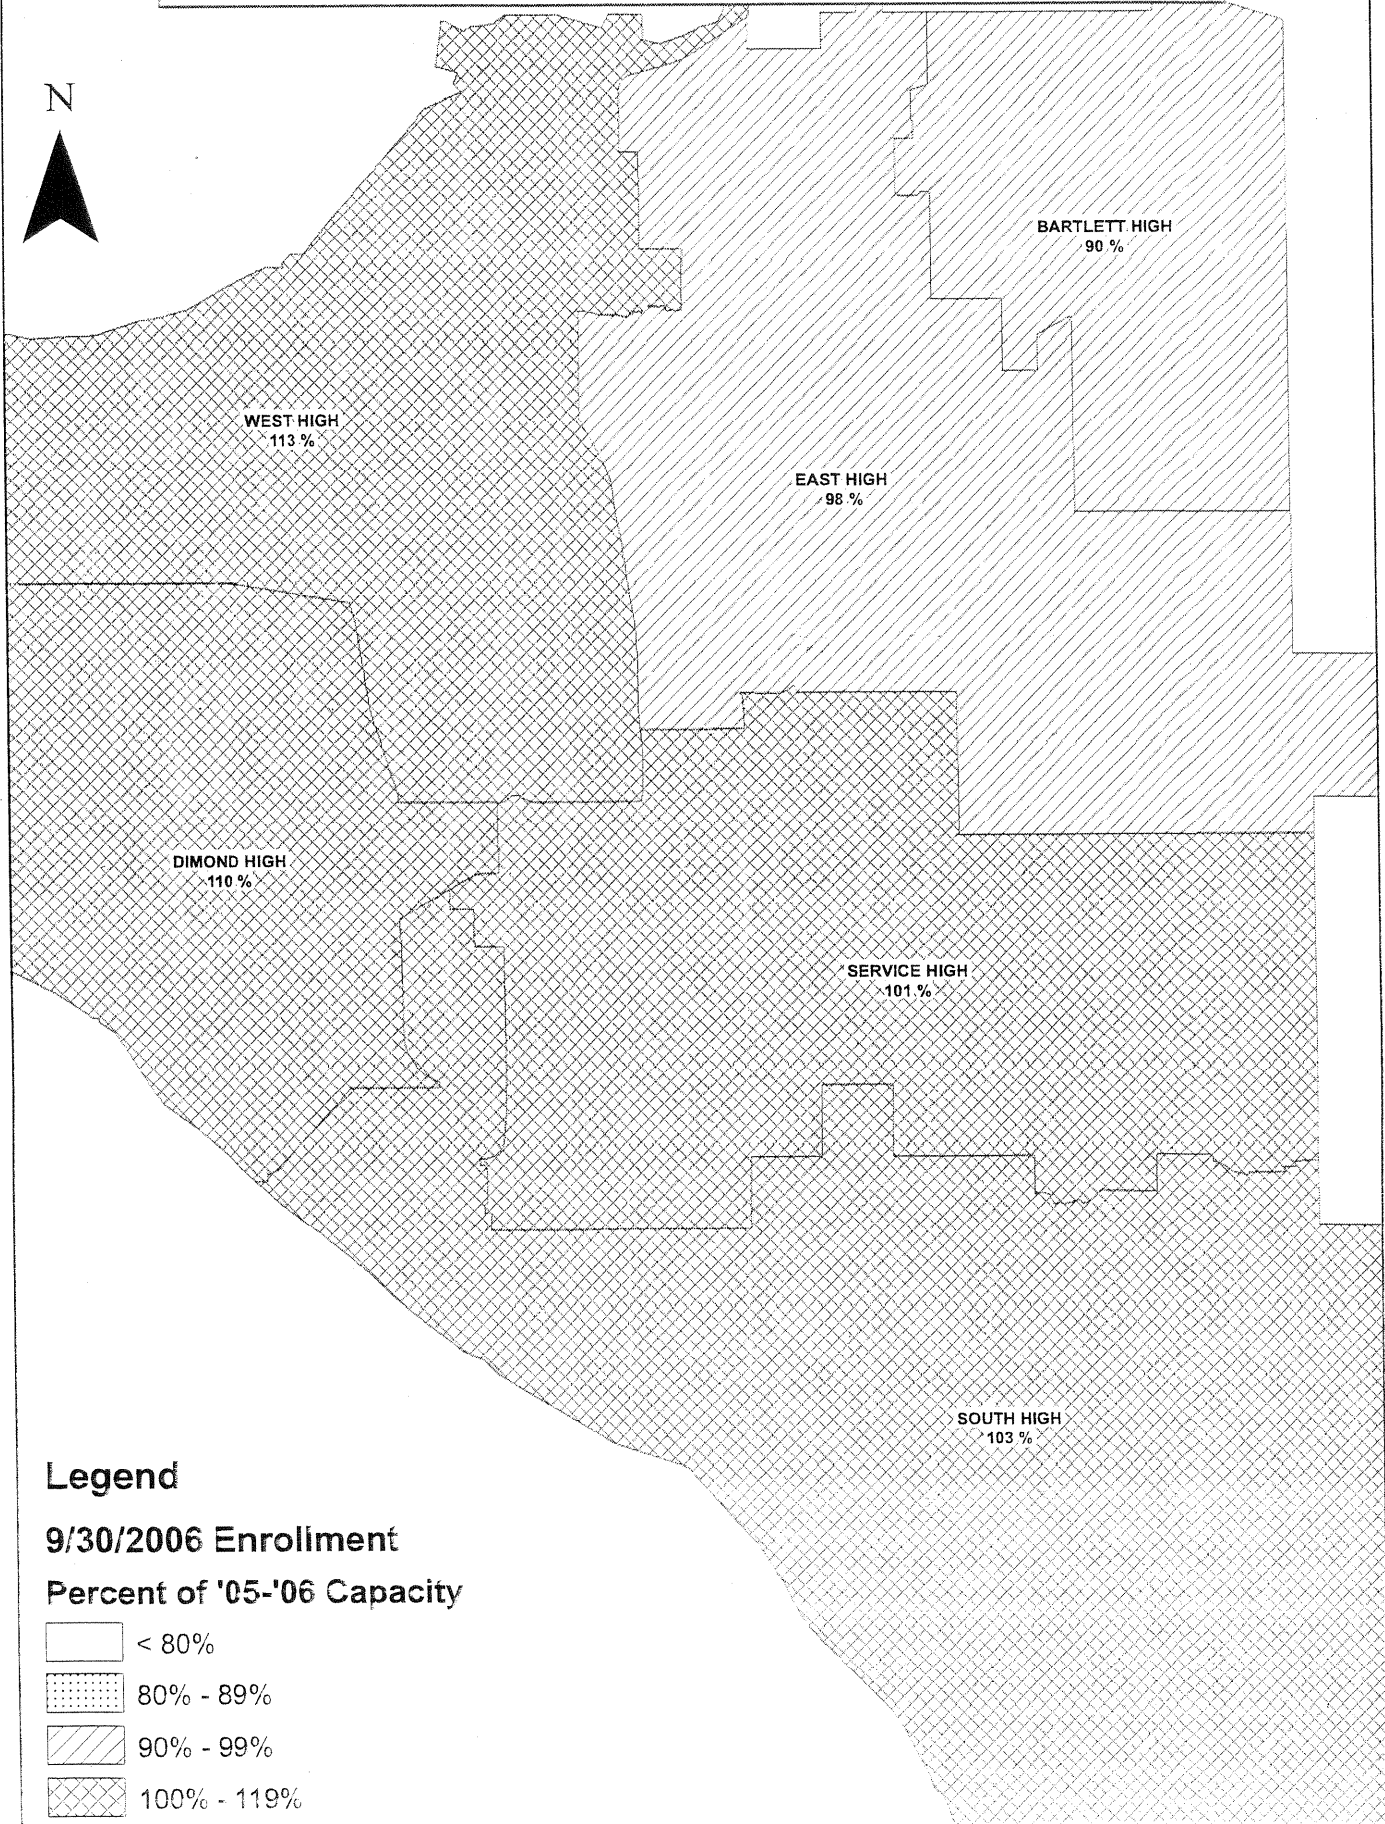 N
BARTLETT HIGH
90 %
WEST HIGH
113 %
EAST HIGH
98 %
DIMOND HIGH
110 %
SERVICE HIGH
101 %
SOUTH HIGH
103 %
Legend
9/30/2006 Enrollment
Percent of '05-'06 Capacity
< 80%
80% - 89%
90% - 99%
100% - 119%